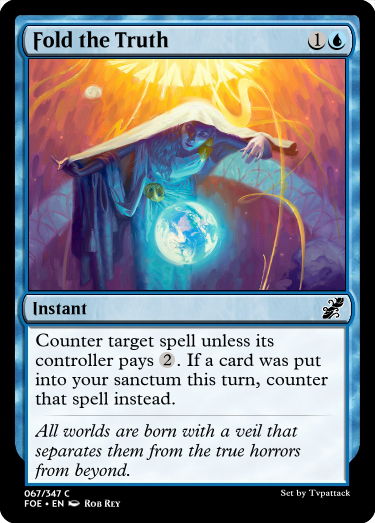 Fold the Truth 1
Instant
Counter target spell unless its
controller pays 2. If a card was put
into your sanctum this turn, counter
that spell instead.
All worlds are born with a veil that
separates them from the true horrors
from beyond.
067/347 C
FOE • EN Rob Rey
Set by Tvpattack